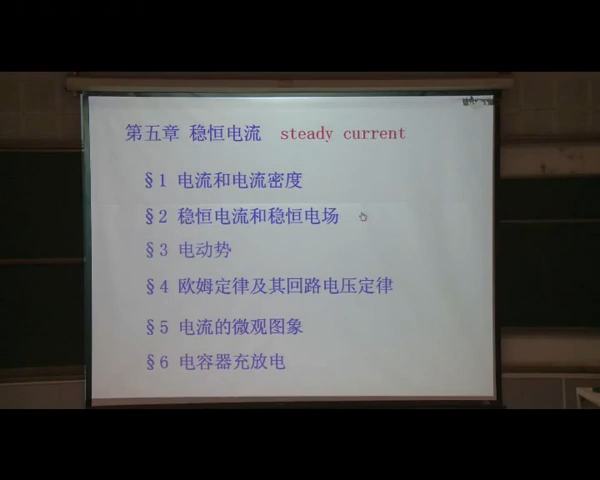 第五章 稳恒电流 steady current
§1 电流和电流密度
§2 稳恒电流和稳恒电场
§3 电动势
§4 欧姆定律及其回路电压定律
§5 电流的微观图象
§6 电容器充放电